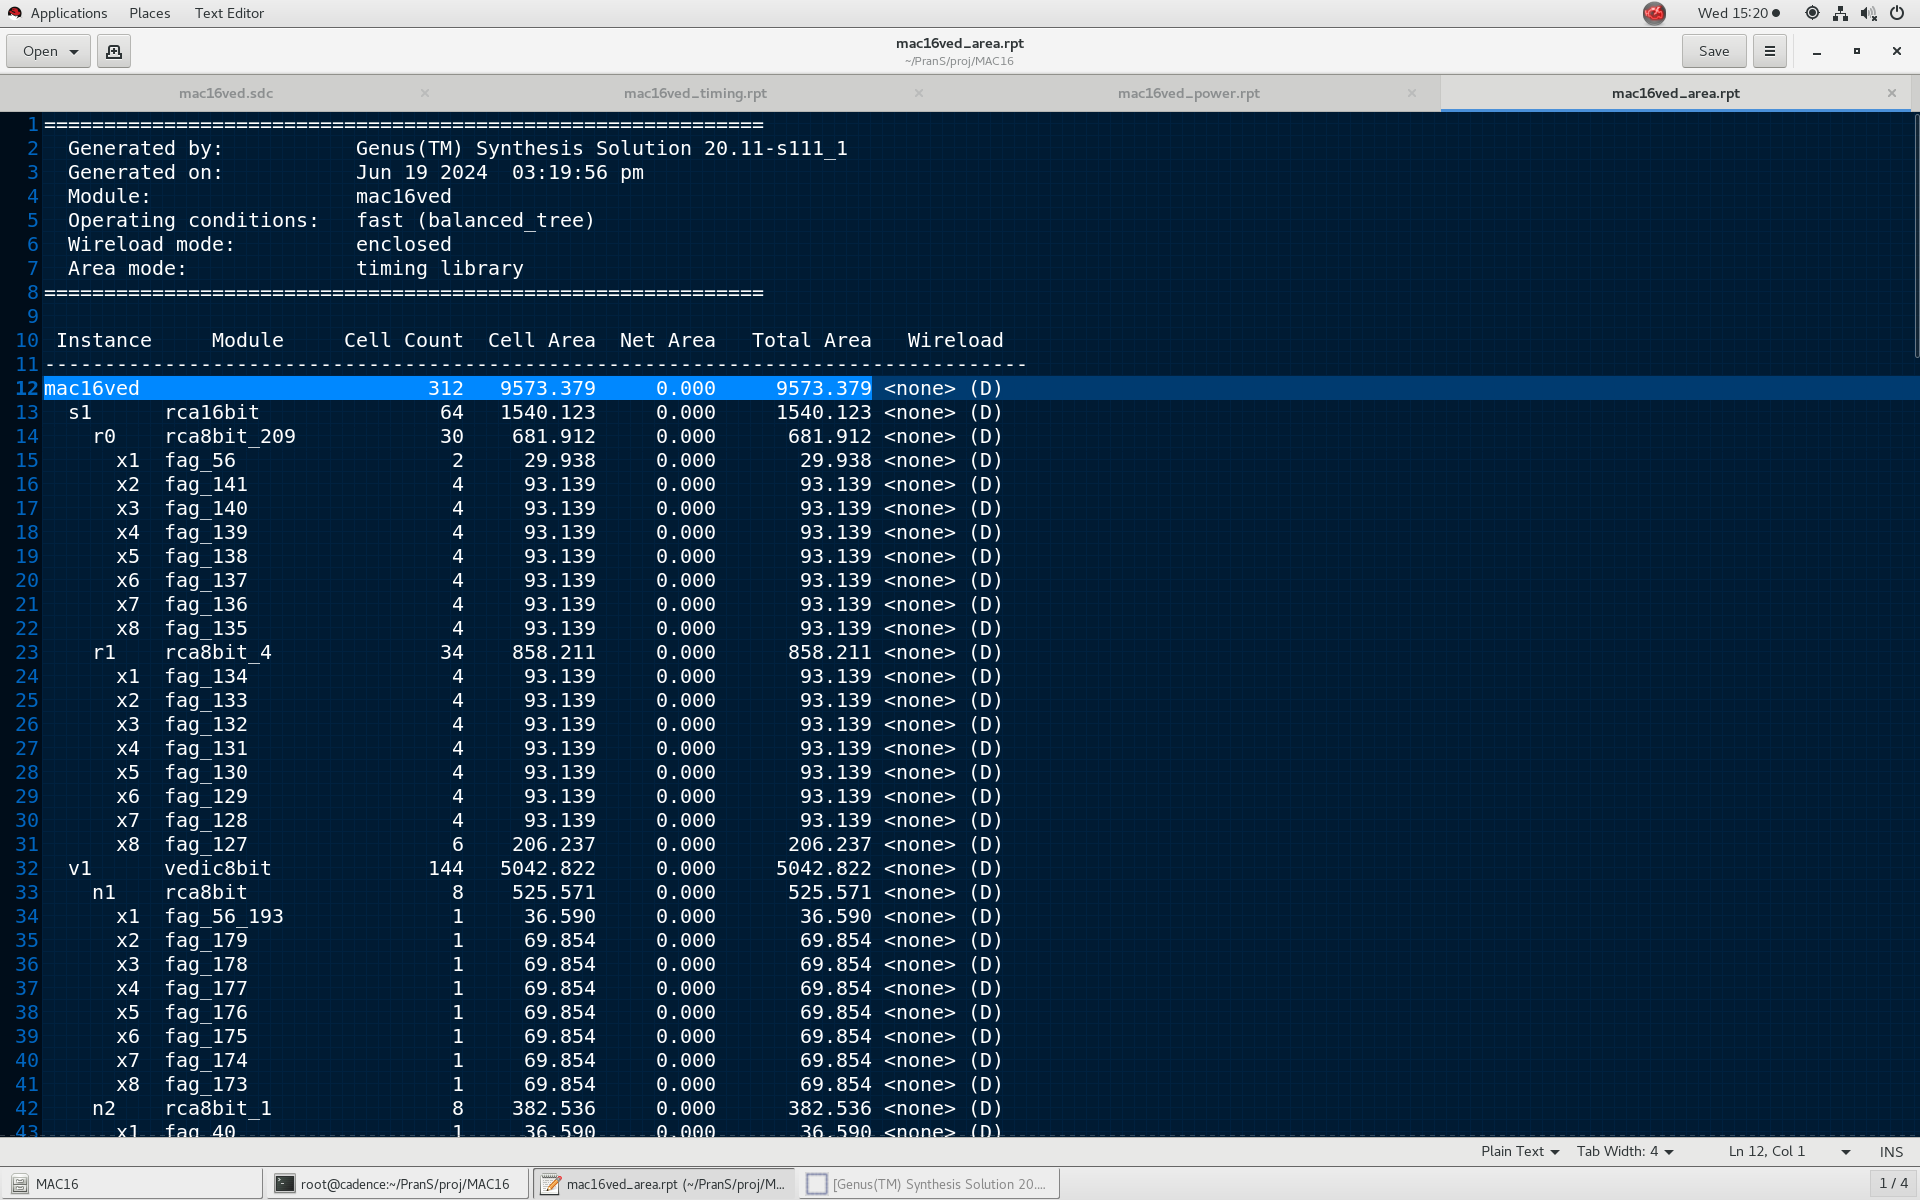 Applications Places Text Editor Wed 15:20
Open mac16ved_area.rpt Save
~/PranS/proj/MAC16
mac16ved.sdc mac16ved_timing.rpt mac16ved_power.rpt mac16ved_area.rpt
1 ============================================================
2   Generated by:           Genus(TM) Synthesis Solution 20.11-s111_1
3   Generated on:           Jun 19 2024  03:19:56 pm
4   Module:                 mac16ved
5   Operating conditions:   fast (balanced_tree)
6   Wireload mode:          enclosed
7   Area mode:              timing library
8 ============================================================
9
10  Instance     Module     Cell Count  Cell Area  Net Area   Total Area   Wireload
11 ----------------------------------------------------------------------------------
12 mac16ved                        312   9573.379     0.000     9573.379 <none> (D)
13   s1      rca16bit               64   1540.123     0.000     1540.123 <none> (D)
14     r0    rca8bit_209            30    681.912     0.000      681.912 <none> (D)
15       x1  fag_56                  2     29.938     0.000       29.938 <none> (D)
16       x2  fag_141                 4     93.139     0.000       93.139 <none> (D)
17       x3  fag_140                 4     93.139     0.000       93.139 <none> (D)
18       x4  fag_139                 4     93.139     0.000       93.139 <none> (D)
19       x5  fag_138                 4     93.139     0.000       93.139 <none> (D)
20       x6  fag_137                 4     93.139     0.000       93.139 <none> (D)
21       x7  fag_136                 4     93.139     0.000       93.139 <none> (D)
22       x8  fag_135                 4     93.139     0.000       93.139 <none> (D)
23     r1    rca8bit_4              34    858.211     0.000      858.211 <none> (D)
24       x1  fag_134                 4     93.139     0.000       93.139 <none> (D)
25       x2  fag_133                 4     93.139     0.000       93.139 <none> (D)
26       x3  fag_132                 4     93.139     0.000       93.139 <none> (D)
27       x4  fag_131                 4     93.139     0.000       93.139 <none> (D)
28       x5  fag_130                 4     93.139     0.000       93.139 <none> (D)
29       x6  fag_129                 4     93.139     0.000       93.139 <none> (D)
30       x7  fag_128                 4     93.139     0.000       93.139 <none> (D)
31       x8  fag_127                 6    206.237     0.000      206.237 <none> (D)
32   v1      vedic8bit             144   5042.822     0.000     5042.822 <none> (D)
33     n1    rca8bit                 8    525.571     0.000      525.571 <none> (D)
34       x1  fag_56_193              1     36.590     0.000       36.590 <none> (D)
35       x2  fag_179                 1     69.854     0.000       69.854 <none> (D)
36       x3  fag_178                 1     69.854     0.000       69.854 <none> (D)
37       x4  fag_177                 1     69.854     0.000       69.854 <none> (D)
38       x5  fag_176                 1     69.854     0.000       69.854 <none> (D)
39       x6  fag_175                 1     69.854     0.000       69.854 <none> (D)
40       x7  fag_174                 1     69.854     0.000       69.854 <none> (D)
41       x8  fag_173                 1     69.854     0.000       69.854 <none> (D)
42     n2    rca8bit_1               8    382.536     0.000      382.536 <none> (D)
43       x1  fag_40                  1     36.590     0.000       36.590 <none> (D)
Plain Text Tab Width: 4 Ln 12, Col 1 INS
MAC16 root@cadence:~/PranS/proj/MAC16 mac16ved_area.rpt (~/PranS/proj/M... [Genus(TM) Synthesis Solution 20.... 1 / 4